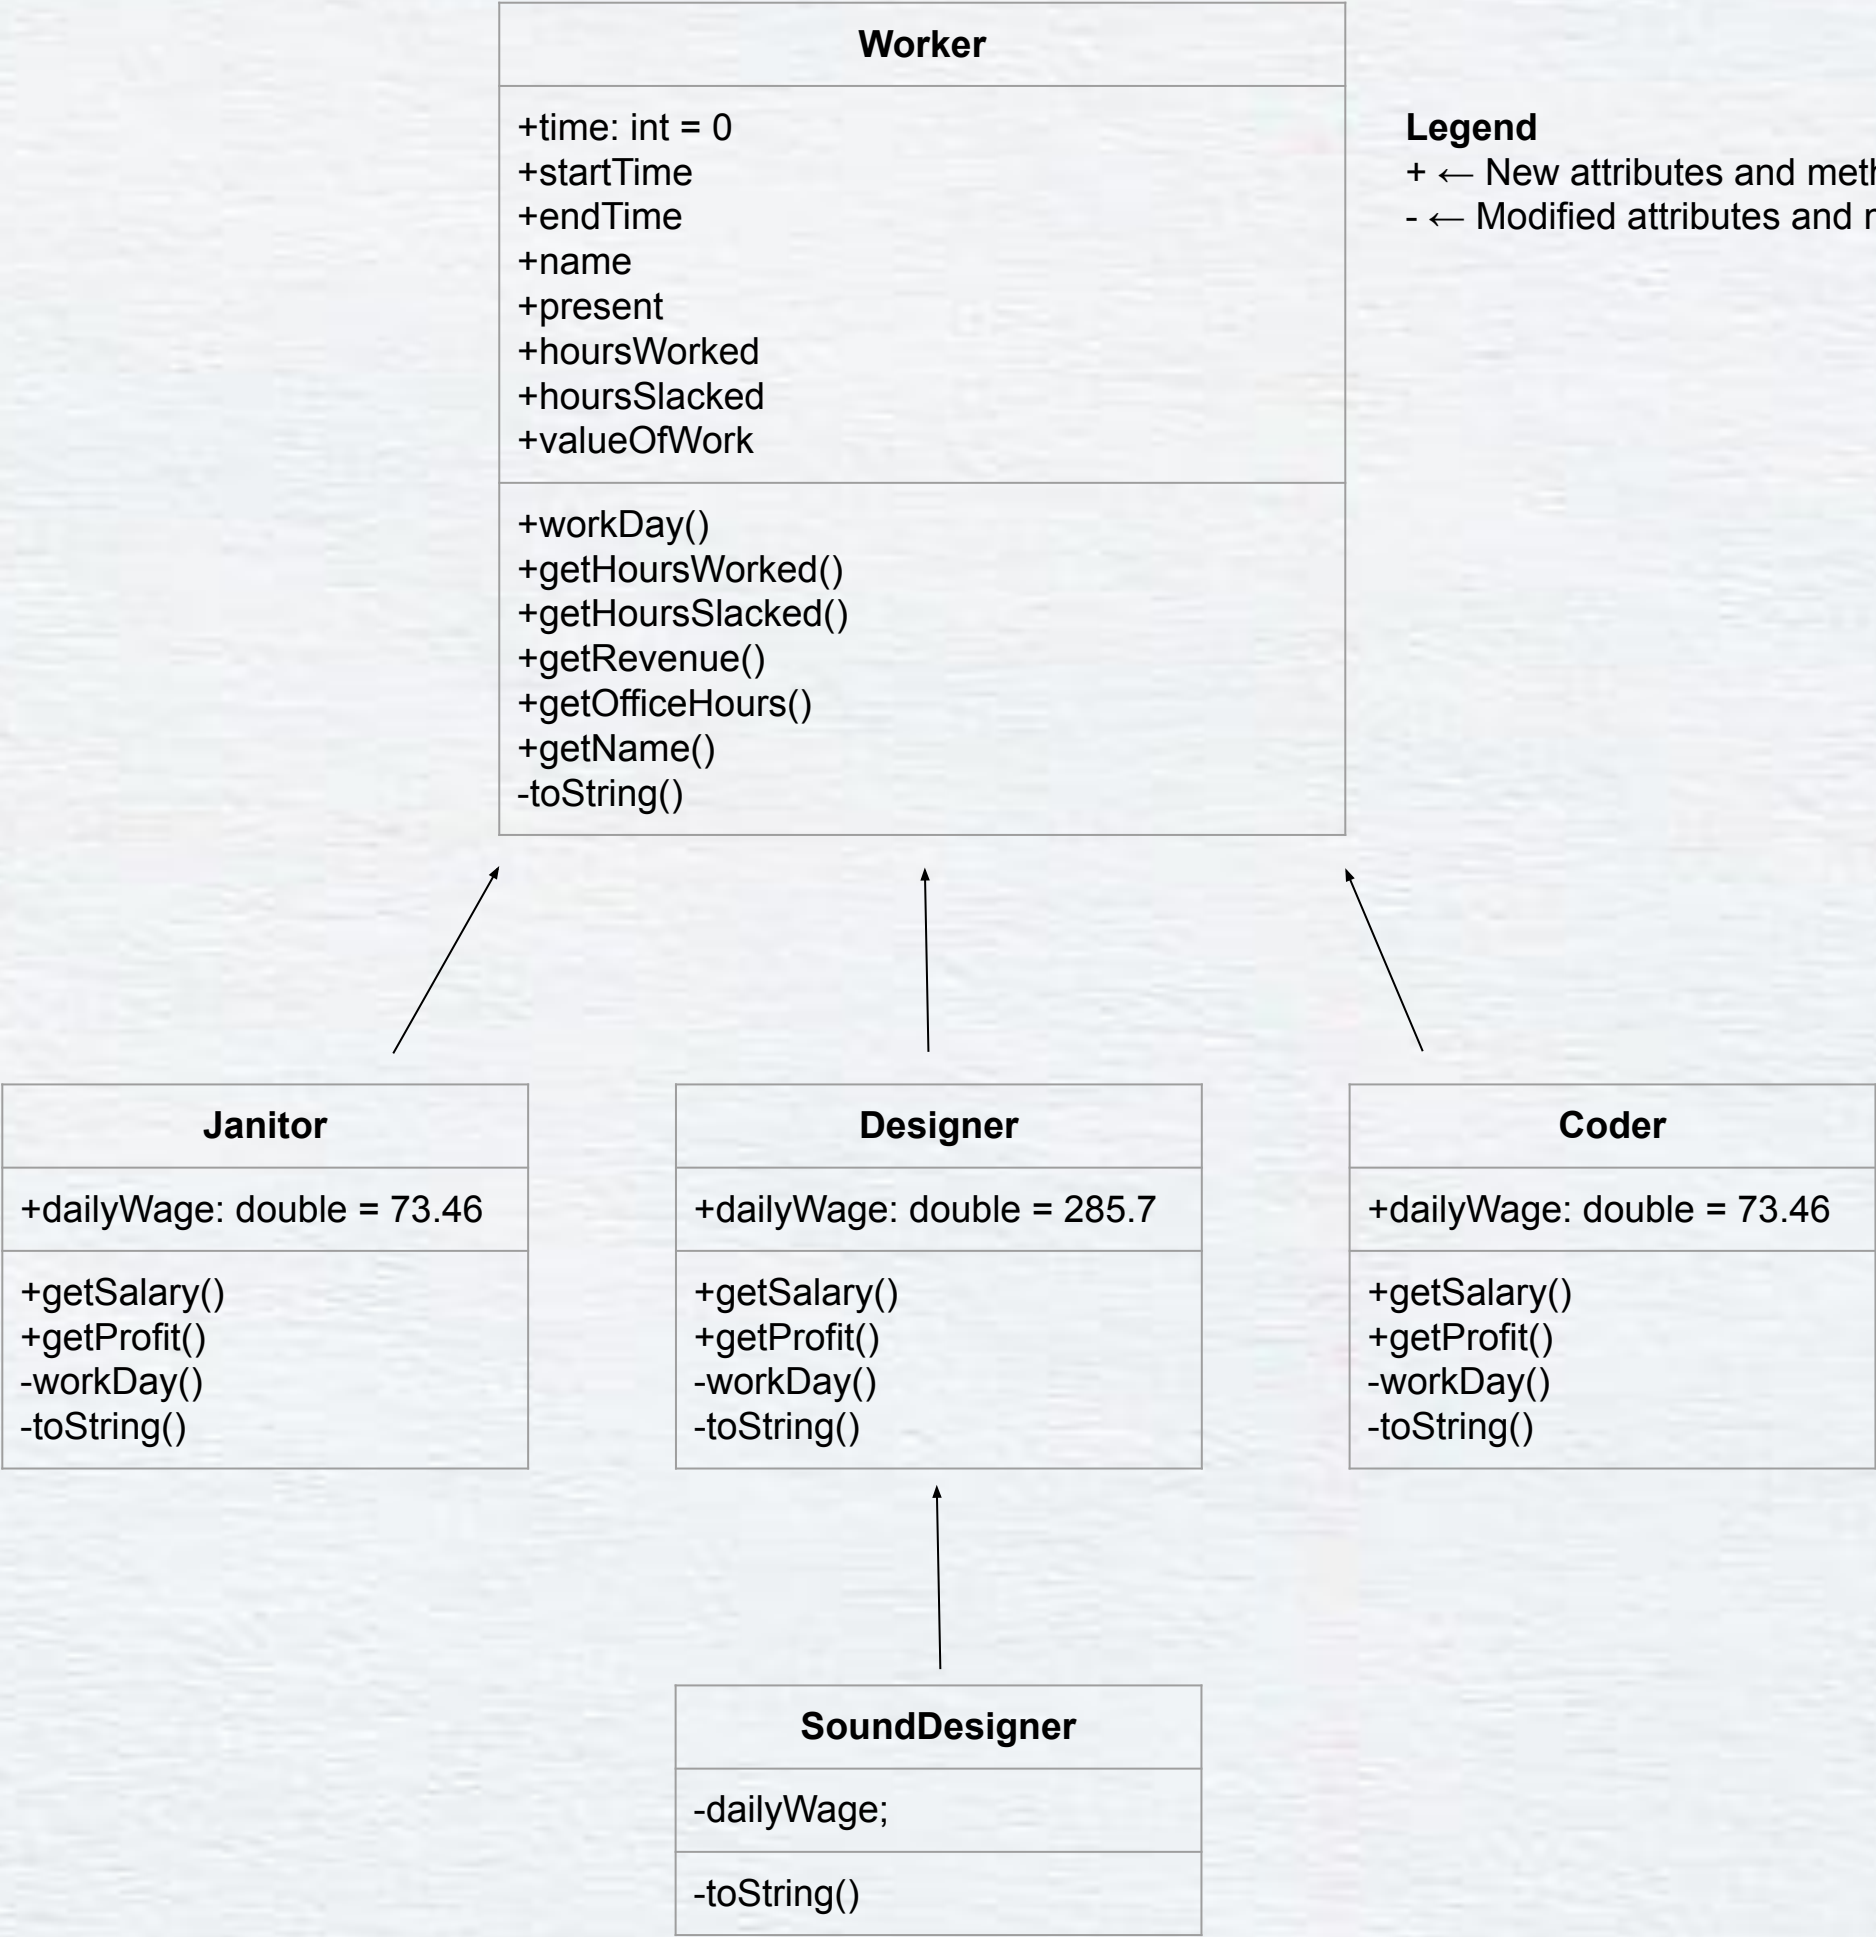 Worker
+time: int = 0
+startTime
+endTime
+name
+present
+hoursWorked
+hoursSlacked
+valueOfWork
+workDay()
+getHoursWorked()
+getHoursSlacked()
+getRevenue()
+getOfficeHours()
+getName()
-toString()
Legend
+ ← New attributes and
- ← Modified attributes and
Janitor
+dailyWage: double = 73.46
+getSalary()
+getProfit()
-workDay()
-toString()
Designer
+dailyWage: double = 285.7
+getSalary()
+getProfit()
-workDay()
-toString()
Coder
+dailyWage: double = 73.46
+getSalary()
+getProfit()
-workDay()
-toString()
SoundDesigner
-dailyWage;
-toString()